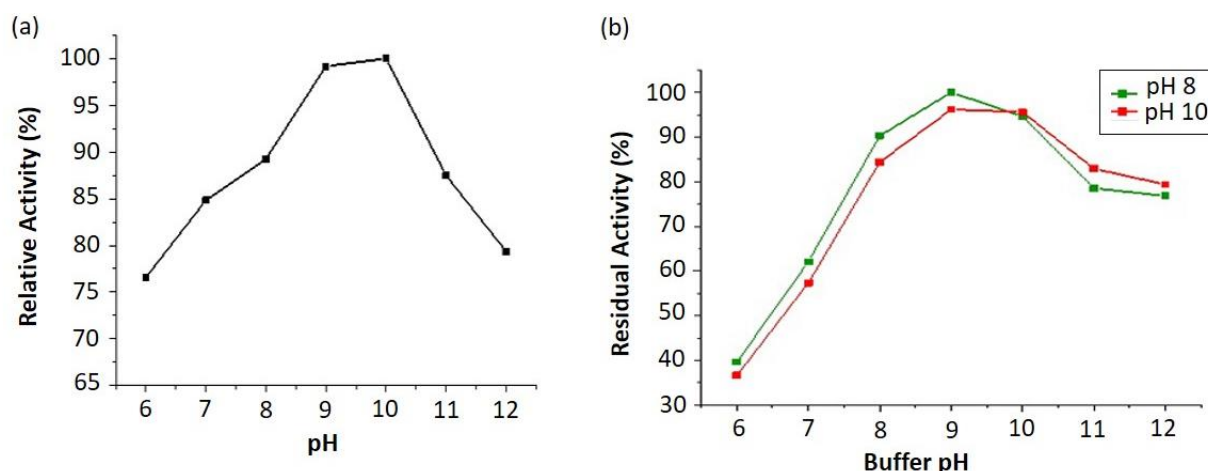 (a)
Relative Activity (%)
100
95
90
85
80
75
70
65
6 7 8 9 10 11 12
pH
(b)
Residual Activity (%)
100
90
80
70
60
50
40
30
6 7 8 9 10 11 12
Buffer pH
pH 8
pH 10